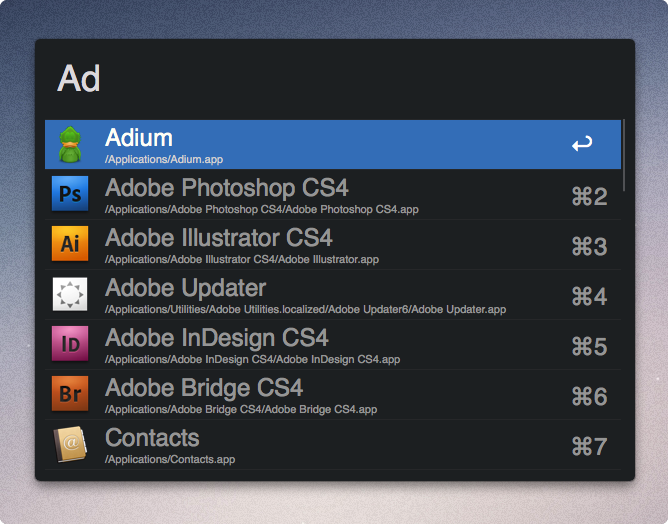 Ad
Adium
/Applications/Adium.app
Ps
Adobe Photoshop CS4
/Applications/Adobe Photoshop CS4/Adobe Photoshop CS4.app
⌘2
Ai
Adobe Illustrator CS4
/Applications/Adobe Illustrator CS4/Adobe Illustrator.app
⌘3
Adobe Updater
/Applications/Utilities/Adobe Utilities.localized/Adobe Updater6/Adobe Updater.app
⌘4
ID
Adobe InDesign CS4
/Applications/Adobe InDesign CS4/Adobe InDesign CS4.app
⌘5
Br
Adobe Bridge CS4
/Applications/Adobe Bridge CS4/Adobe Bridge CS4.app
⌘6
@
Contacts
/Applications/Contacts.app
⌘7